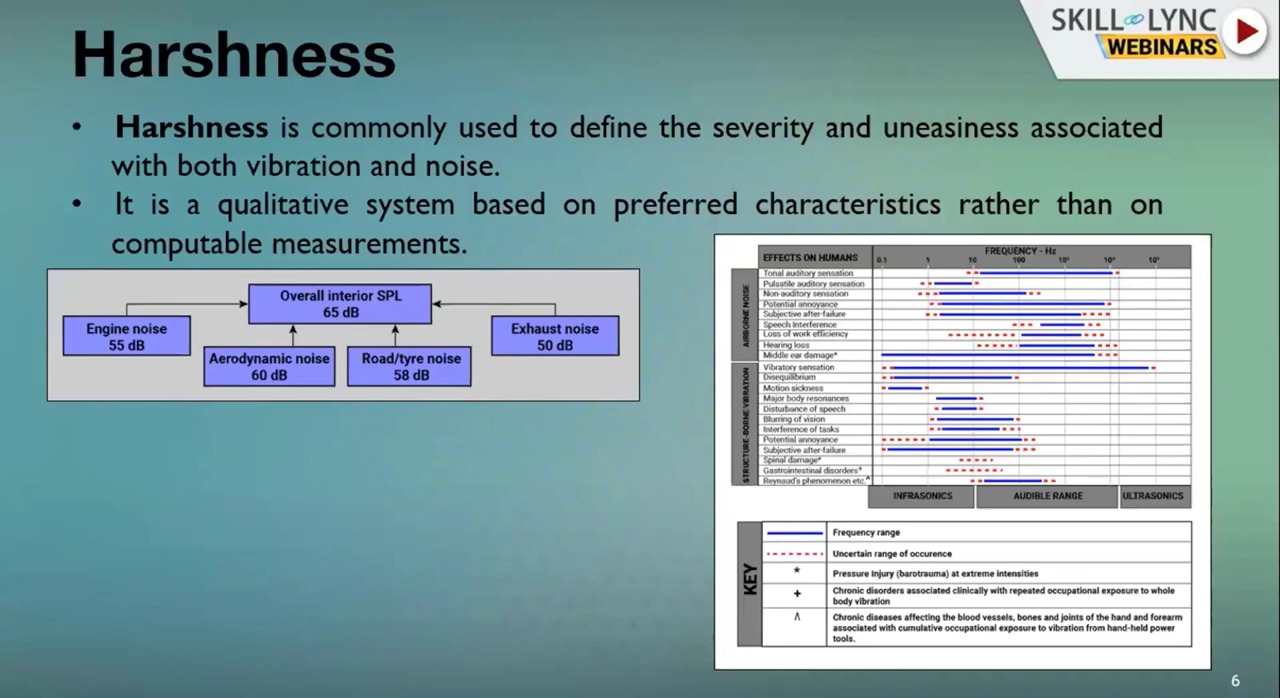 SKILL LYNC
WEBINARS
Harshness
• Harshness is commonly used to define the severity and uneasiness associated
with both vibration and noise.
• It is a qualitative system based on preferred characteristics rather than on
computable measurements.
Overall interior SPL
65 dB
Engine noise
55 dB
Exhaust noise
50 dB
Aerodynamic noise
60 dB
Road/tyre noise
58 dB
EFFECTS ON HUMANS
FREQUENCY - Hz
0.1 1 10 100 10³ 10⁴ 10⁵
AIRBORNE NOISE
Tonal auditory sensation
Pulsatile auditory sensation
Non-auditory sensation
Potential annoyance
Subjective after-failure
Speech Interference
Loss of work efficiency
Hearing loss
Middle ear damage*
STRUCTURE-BORNE/VIBRATION
Vibratory sensation
Disequilibrium
Motion sickness
Major body resonances
Disturbance of speech
Blurring of vision
Interference of tasks
Potential annoyance
Subjective after-failure
Spinal damage*
Gastrointestinal disorders⁺
Reynaud's phenomenon etc.^
INFRASONICS AUDIBLE RANGE ULTRASONICS
KEY
Frequency range
Uncertain range of occurence
* Pressure Injury (barotrauma) at extreme intensities
+ Chronic disorders associated clinically with repeated occupational exposure to whole
body vibration
^ Chronic diseases affecting the blood vessels, bones and joints of the hand and forearm
associated with cumulative occupational exposure to vibration from hand-held power
tools.
6